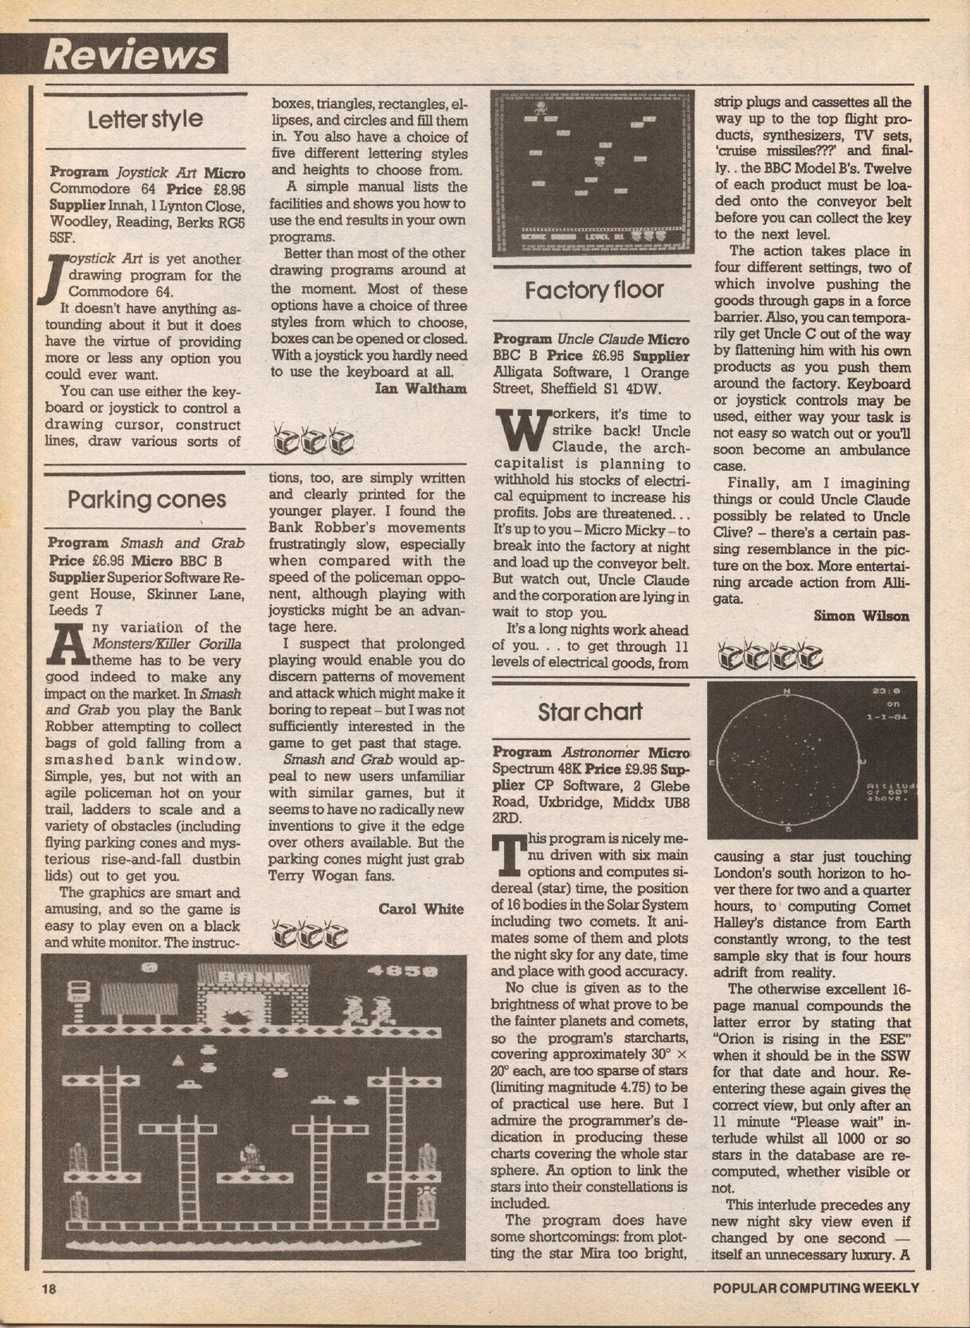 Reviews
Letter style
Program Joystick Art Micro
Commodore 64 Price £8.95
Supplier Innah, 1 Lynton Close,
Woodley, Reading, Berks RG5
5SF.
Joystick Art is yet another
drawing program for the
Commodore 64.
It doesn't have anything as-
tounding about it but it does
have the virtue of providing
more or less any option you
could ever want.
You can use either the key-
board or joystick to control a
drawing cursor, construct
lines, draw various sorts of
boxes, triangles, rectangles, el-
lipses, and circles and fill them
in. You also have a choice of
five different lettering styles
and heights to choose from.
A simple manual lists the
facilities and shows you how to
use the end results in your own
programs.
Better than most of the other
drawing programs around at
the moment. Most of these
options have a choice of three
styles from which to choose,
boxes can be opened or closed.
With a joystick you hardly need
to use the keyboard at all.
Ian Waltham
Parking cones
Program Smash and Grab
Price £6.95 Micro BBC B
Supplier Superior Software Re-
gent House, Skinner Lane,
Leeds 7
Any variation of the
Monsters/Killer Gorilla
theme has to be very
good indeed to make any
impact on the market. In Smash
and Grab you play the Bank
Robber attempting to collect
bags of gold falling from a
smashed bank window.
Simple, yes, but not with an
agile policeman hot on your
trail, ladders to scale and a
variety of obstacles (including
flying parking cones and mys-
terious rise-and-fall dustbin
lids) out to get you.
The graphics are smart and
amusing, and so the game is
easy to play even on a black
and white monitor. The instruc-
tions, too, are simply written
and clearly printed for the
younger player. I found the
Bank Robber's movements
frustratingly slow, especially
when compared with the
speed of the policeman oppo-
nent, although playing with
joysticks might be an advan-
tage here.
I suspect that prolonged
playing would enable you do
discern patterns of movement
and attack which might make it
boring to repeat – but I was not
sufficiently interested in the
game to get past that stage.
Smash and Grab would ap-
peal to new users unfamiliar
with similar games, but it
seems to have no radically new
inventions to give it the edge
over others available. But the
parking cones might just grab
Terry Wogan fans.
Carol White
0
4850
BANK
SCORE
LEVEL 01
Factory floor
Program Uncle Claude Micro
BBC B Price £6.95 Supplier
Alligata Software, 1 Orange
Street, Sheffield S1 4DW.
Workers, it's time to
strike back! Uncle
Claude, the arch-
capitalist is planning to
withhold his stocks of electri-
cal equipment to increase his
profits. Jobs are threatened. . .
It's up to you – Micro Micky – to
break into the factory at night
and load up the conveyor belt.
But watch out, Uncle Claude
and the corporation are lying in
wait to stop you.
It's a long nights work ahead
of you. . . to get through 11
levels of electrical goods, from
strip plugs and cassettes all the
way up to the top flight pro-
ducts, synthesizers, TV sets,
'cruise missiles???' and final-
ly. . the BBC Model B's. Twelve
of each product must be loa-
ded onto the conveyor belt
before you can collect the key
to the next level.
The action takes place in
four different settings, two of
which involve pushing the
goods through gaps in a force
barrier. Also, you can tempora-
rily get Uncle C out of the way
by flattening him with his own
products as you push them
around the factory. Keyboard
or joystick controls may be
used, either way your task is
not easy so watch out or you'll
soon become an ambulance
case.
Finally, am I imagining
things or could Uncle Claude
possibly be related to Uncle
Clive? – there's a certain pas-
sing resemblance in the pic-
ture on the box. More entertai-
ning arcade action from Alli-
gata.
Simon Wilson
Star chart
Program Astronomer Micro
Spectrum 48K Price £9.95 Sup-
plier CP Software, 2 Glebe
Road, Uxbridge, Middx UB8
2RD.
This program is nicely me-
nu driven with six main
options and computes si-
dereal (star) time, the position
of 16 bodies in the Solar System
including two comets. It ani-
mates some of them and plots
the night sky for any date, time
and place with good accuracy.
No clue is given as to the
brightness of what prove to be
the fainter planets and comets,
so the program's starcharts,
covering approximately 30° ×
20° each, are too sparse of stars
(limiting magnitude 4.75) to be
of practical use here. But I
admire the programmer's de-
dication in producing these
charts covering the whole star
sphere. An option to link the
stars into their constellations is
included.
The program does have
some shortcomings: from plot-
ting the star Mira too bright,
N
E
W
S
23:0
on
1-1-84
Altitud
or 60°
above.
causing a star just touching
London's south horizon to ho-
ver there for two and a quarter
hours, to computing Comet
Halley's distance from Earth
constantly wrong, to the test
sample sky that is four hours
adrift from reality.
The otherwise excellent 16-
page manual compounds the
latter error by stating that
"Orion is rising in the ESE"
when it should be in the SSW
for that date and hour. Re-
entering these again gives the
correct view, but only after an
11 minute "Please wait" in-
terlude whilst all 1000 or so
stars in the database are re-
computed, whether visible or
not.
This interlude precedes any
new night sky view even if
changed by one second —
itself an unnecessary luxury. A
18
POPULAR COMPUTING WEEKLY